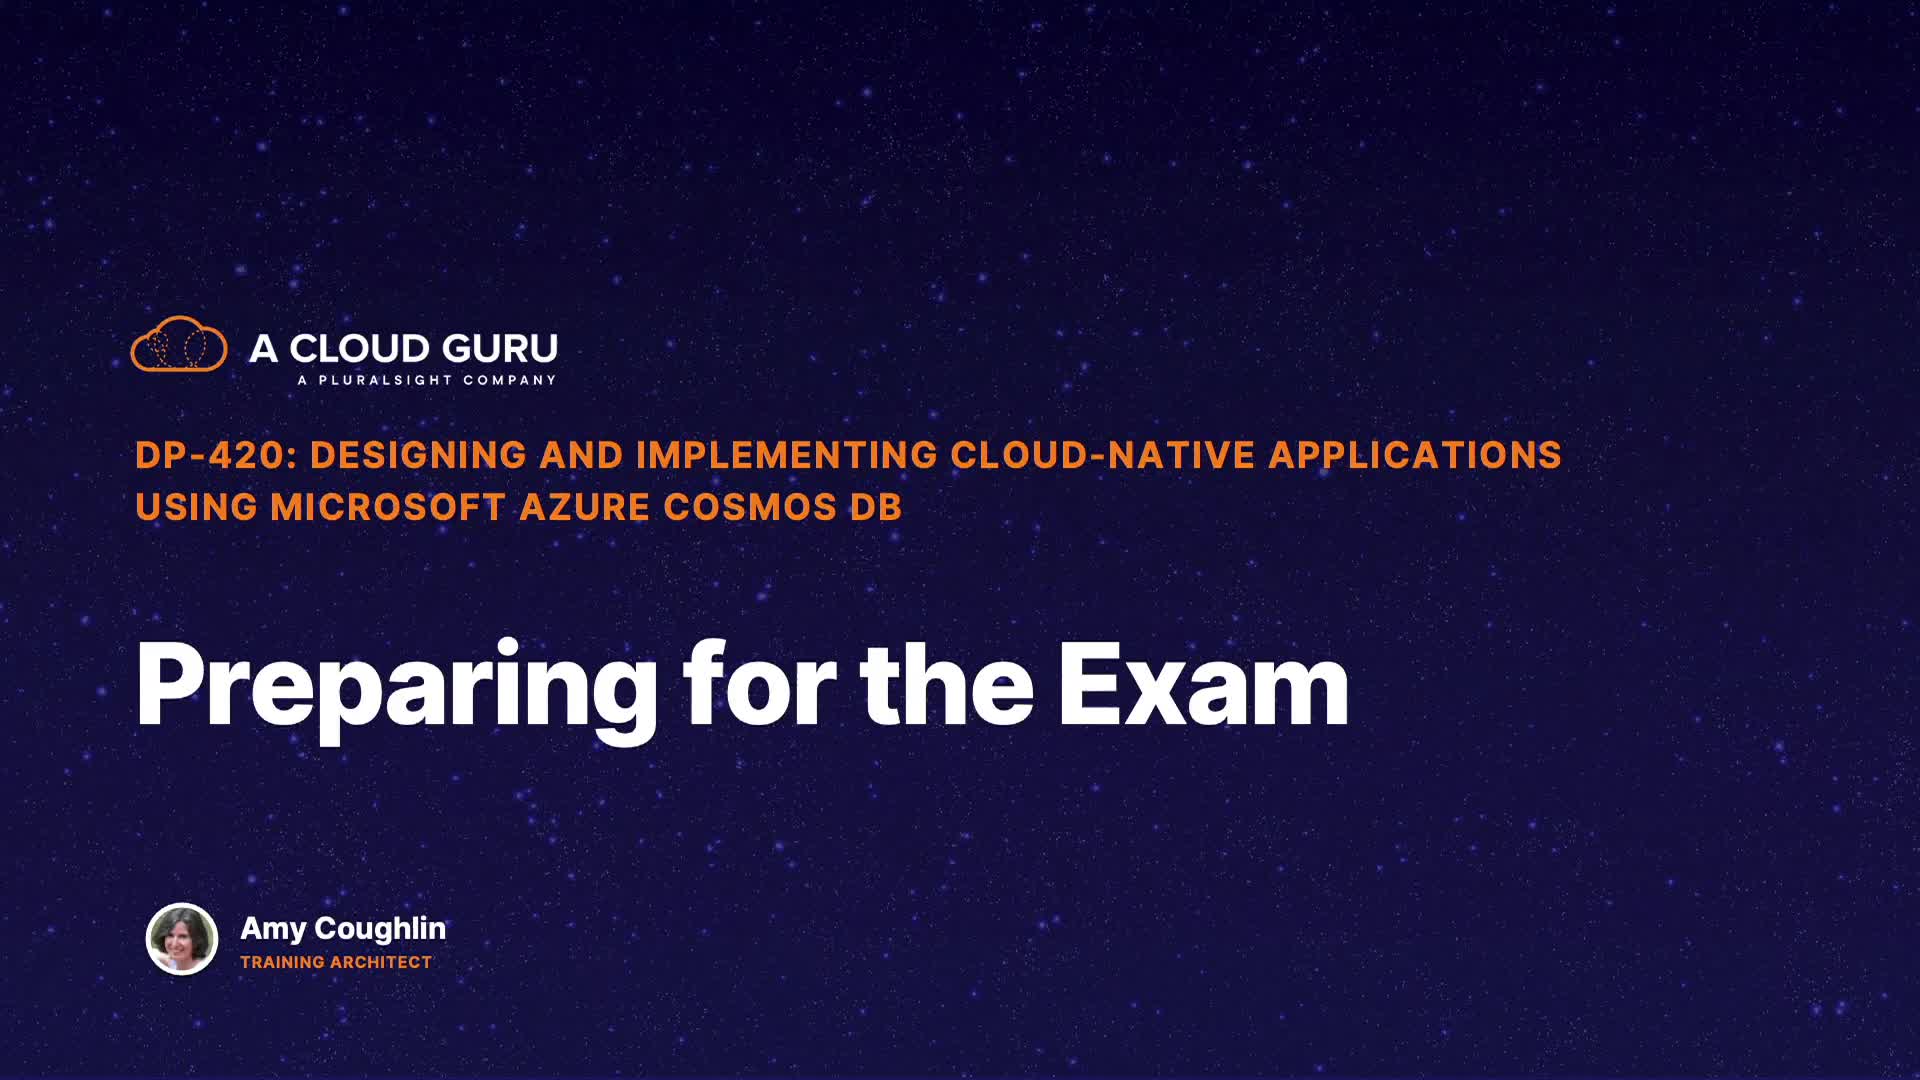 A CLOUD GURU
A PLURALSIGHT COMPANY
DP-420: DESIGNING AND IMPLEMENTING CLOUD-NATIVE APPLICATIONS
USING MICROSOFT AZURE COSMOS DB
Preparing for the Exam
Amy Coughlin
TRAINING ARCHITECT